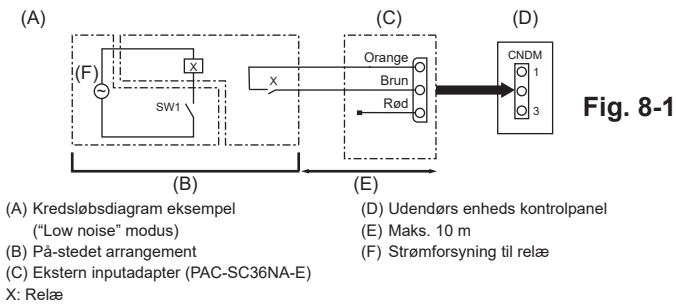 (A)
(C)
(D)
Orange
CNDM
(F)
X
X
Brun
1
SW1
Rød
3
Fig. 8-1
(B)
(E)
(A) Kredsløbsdiagram eksempel
(“Low noise” modus)
(B) På-stedet arrangement
(C) Ekstern inputadapter (PAC-SC36NA-E)
X: Relæ
(D) Udendørs enheds kontrolpanel
(E) Maks. 10 m
(F) Strømforsyning til relæ